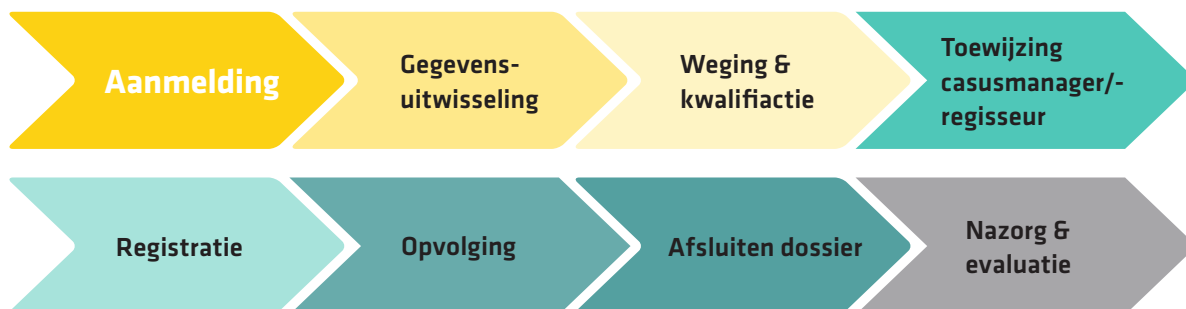 Aanmelding
Gegevens-
uitwisseling
Weging &
kwalifiactie
Toewijzing
casusmanager/-
regisseur
Registratie
Opvolging
Afsluiten dossier
Nazorg &
evaluatie